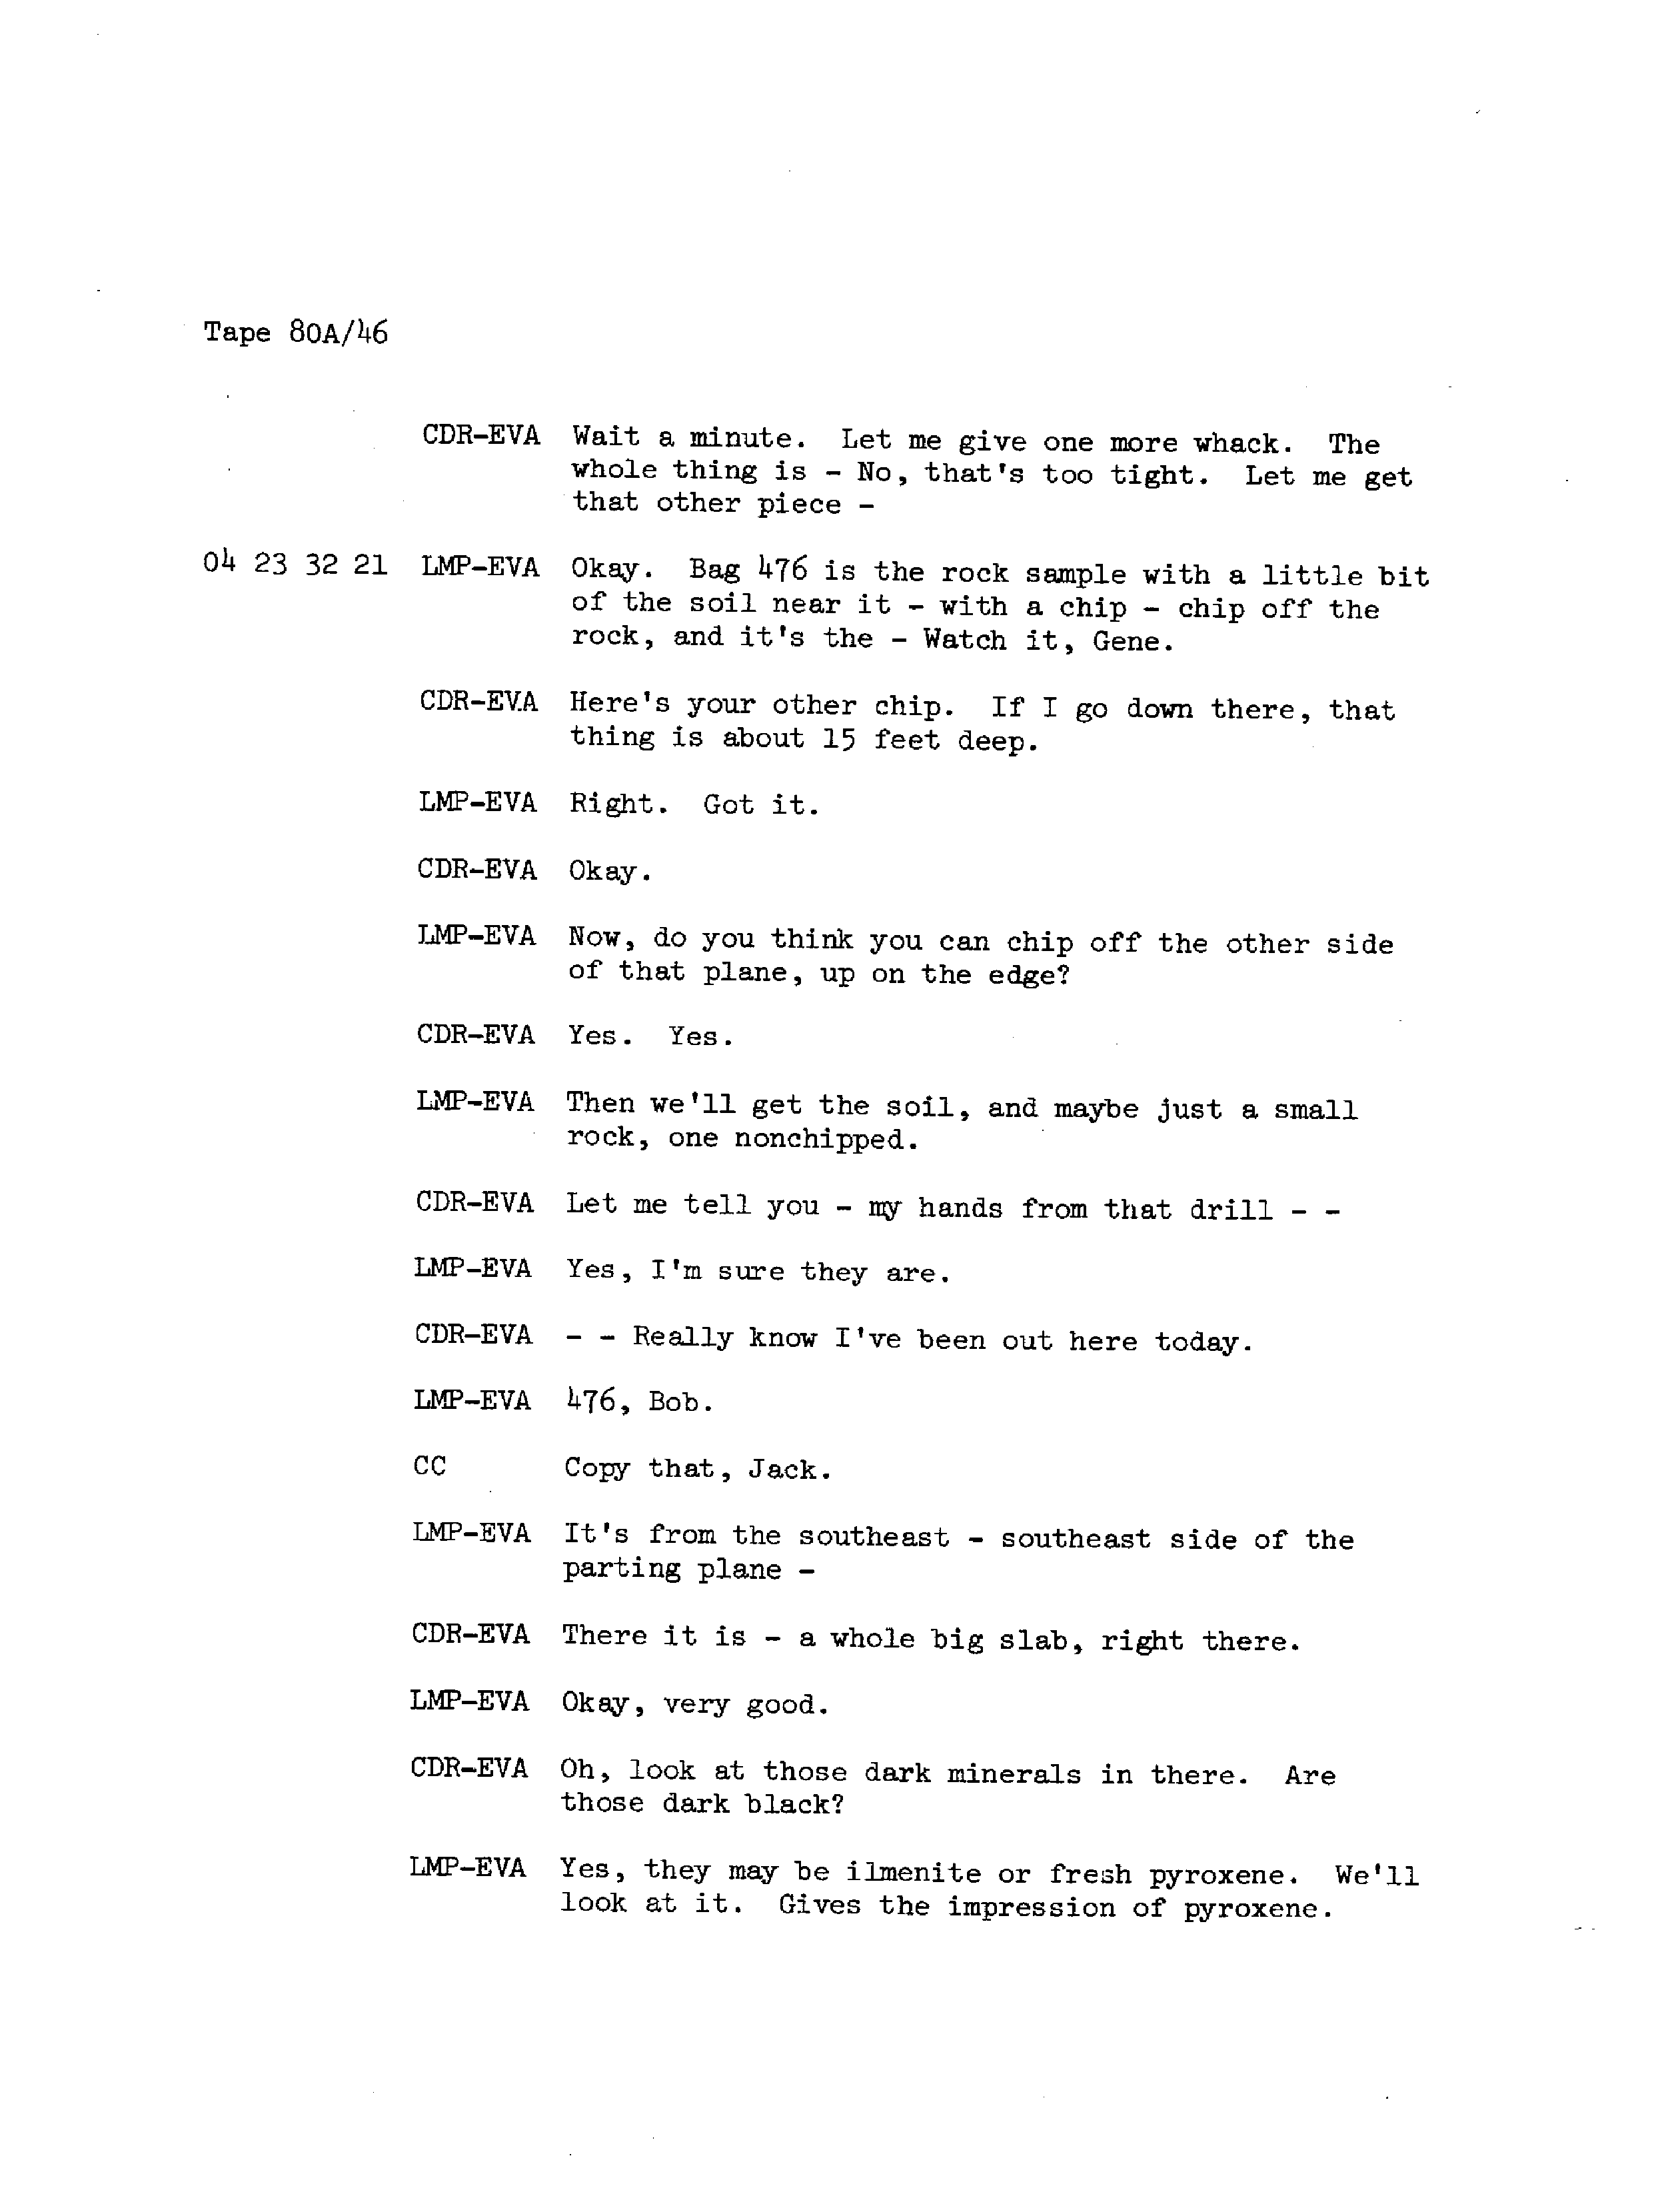 Tape 80A/46
CDR-EVA Wait a minute. Let me give one more whack. The
whole thing is - No, that's too tight. Let me get
that other piece -
04 23 32 21 LMP-EVA Okay. Bag 476 is the rock sample with a little bit
of the soil near it - with a chip - chip off the
rock, and it's the - Watch it, Gene.
CDR-EVA Here's your other chip. If I go down there, that
thing is about 15 feet deep.
LMP-EVA Right. Got it.
CDR-EVA Okay.
LMP-EVA Now, do you think you can chip off the other side
of that plane, up on the edge?
CDR-EVA Yes. Yes.
LMP-EVA Then we'll get the soil, and maybe just a small
rock, one nonchipped.
CDR-EVA Let me tell you - my hands from that drill - -
LMP-EVA Yes, I'm sure they are.
CDR-EVA - - Really know I've been out here today.
LMP-EVA 476, Bob.
CC Copy that, Jack.
LMP-EVA It's from the southeast - southeast side of the
parting plane -
CDR-EVA There it is - a whole big slab, right there.
LMP-EVA Okay, very good.
CDR-EVA Oh, look at those dark minerals in there. Are
those dark black?
LMP-EVA Yes, they may be ilmenite or fresh pyroxene. We'll
look at it. Gives the impression of pyroxene.